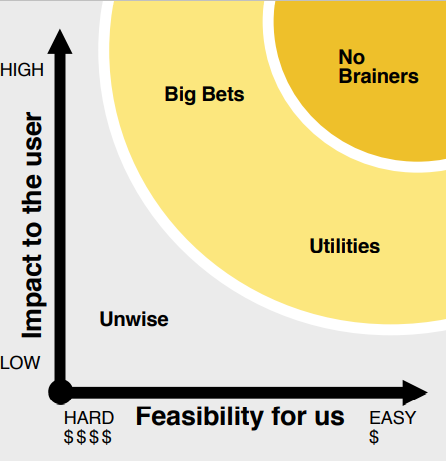 HIGH
No
Brainers
Big Bets
Impact to the user
Utilities
Unwise
LOW
HARD
$$$$
Feasibility for us
EASY
$